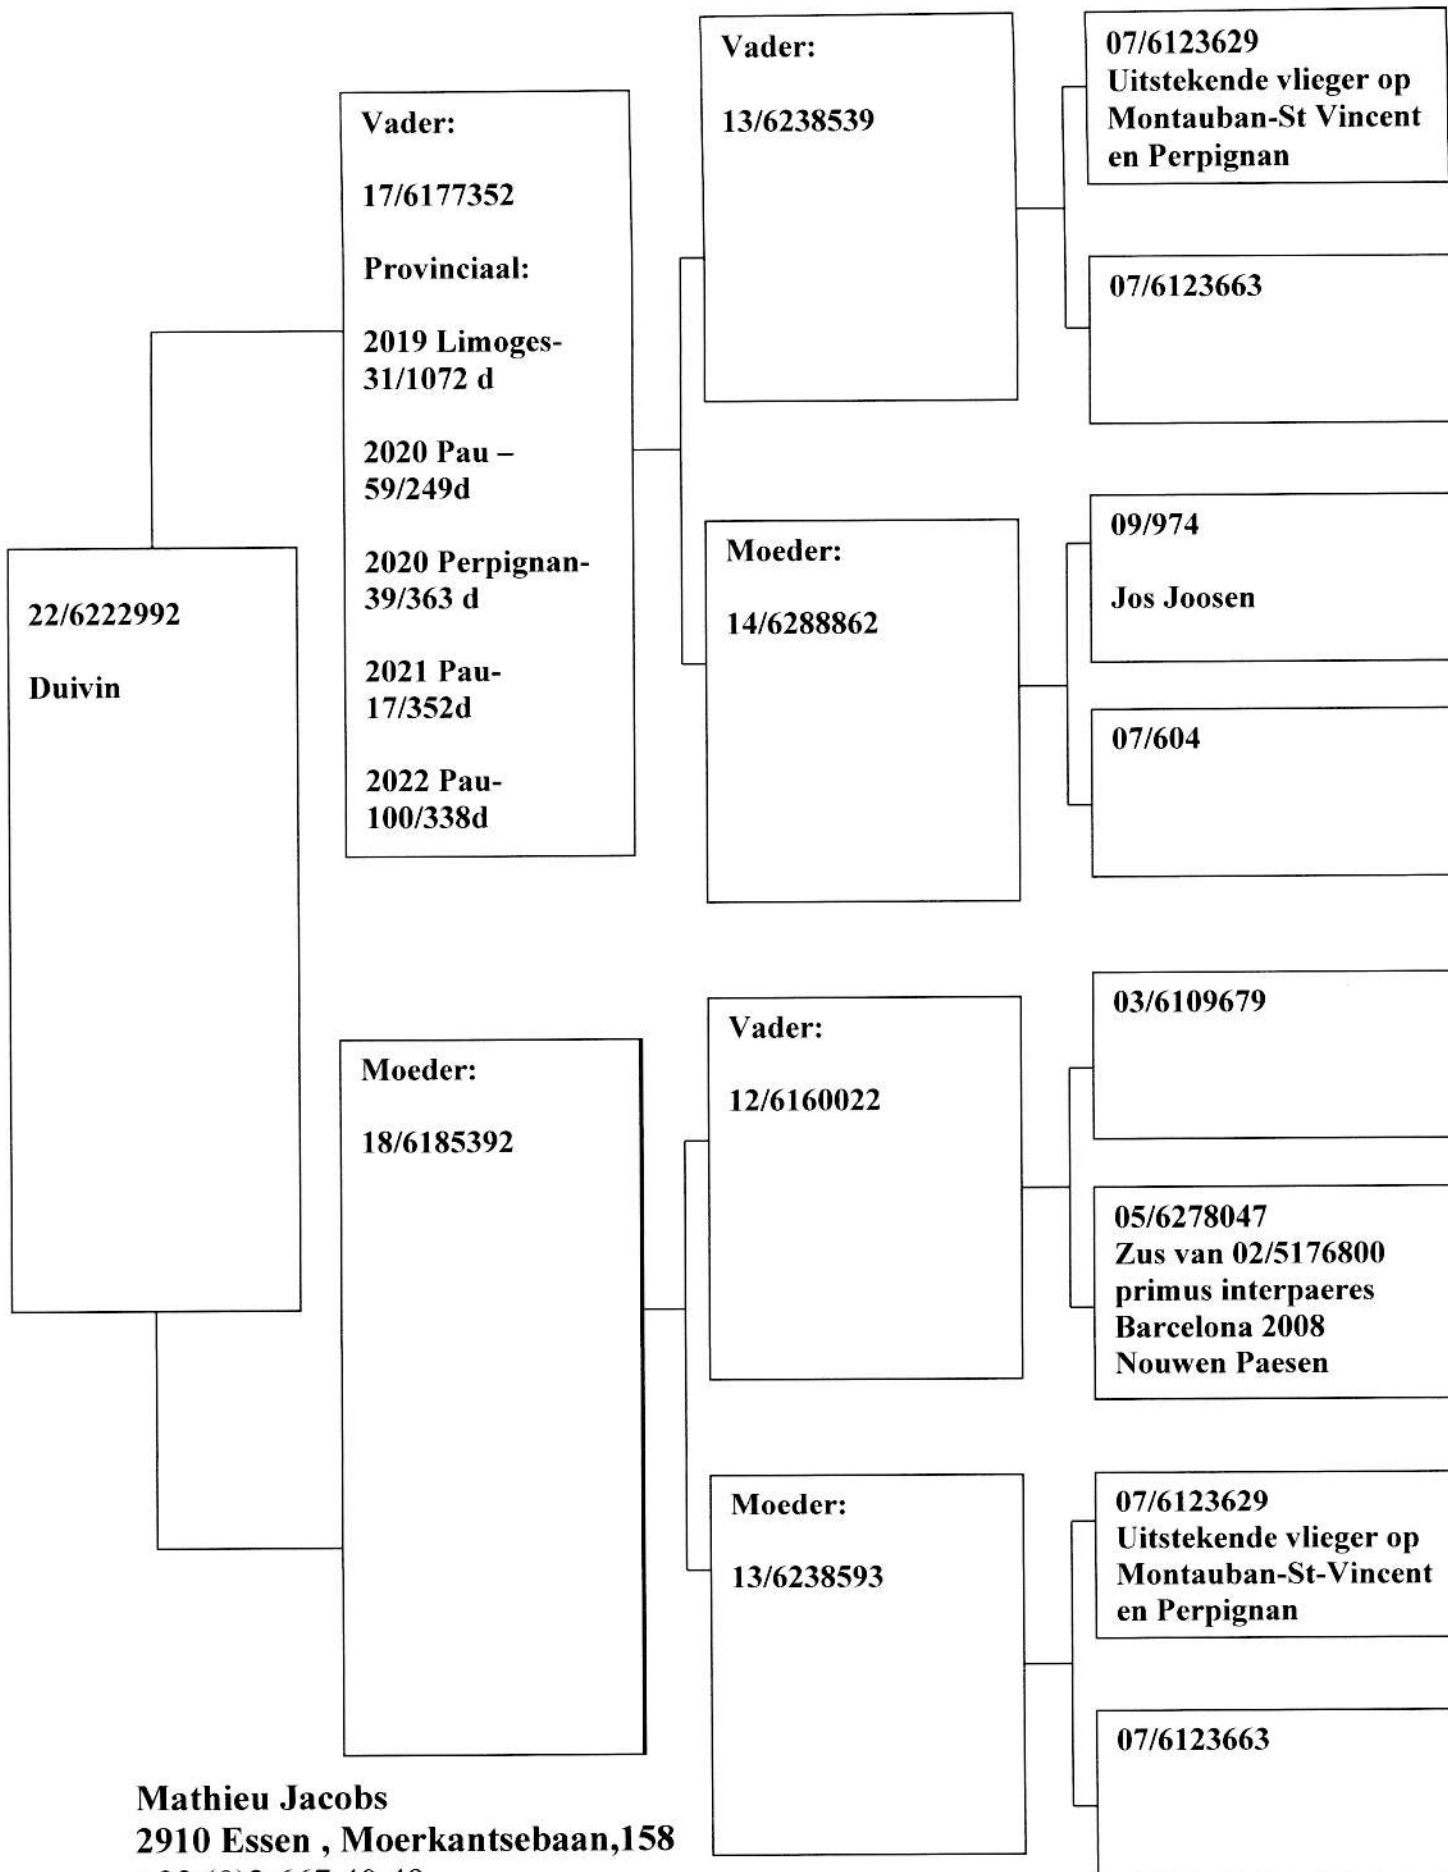 22/6222992
Duivin
Vader:
17/6177352
Provinciaal:
2019 Limoges-
31/1072 d
2020 Pau –
59/249d
2020 Perpignan-
39/363 d
2021 Pau-
17/352d
2022 Pau-
100/338d
Moeder:
18/6185392
Vader:
13/6238539
Moeder:
14/6288862
Vader:
12/6160022
Moeder:
13/6238593
07/6123629
Uitstekende vlieger op
Montauban-St Vincent
en Perpignan
07/6123663
09/974
Jos Joosen
07/604
03/6109679
05/6278047
Zus van 02/5176800
primus interpaeres
Barcelona 2008
Nouwen Paesen
07/6123629
Uitstekende vlieger op
Montauban-St-Vincent
en Perpignan
07/6123663
Mathieu Jacobs
2910 Essen , Moerkantsebaan,158